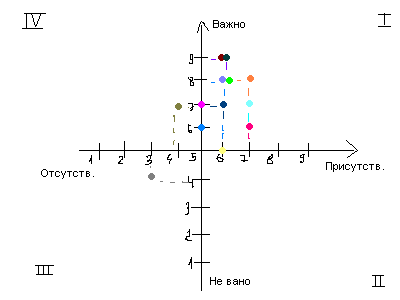 IV
I
Важно
9
8
7
6
1 2 3 4 5 6 7 8 9
Отсутств.
Присутств.
4
3
2
1
III
II
Не вано